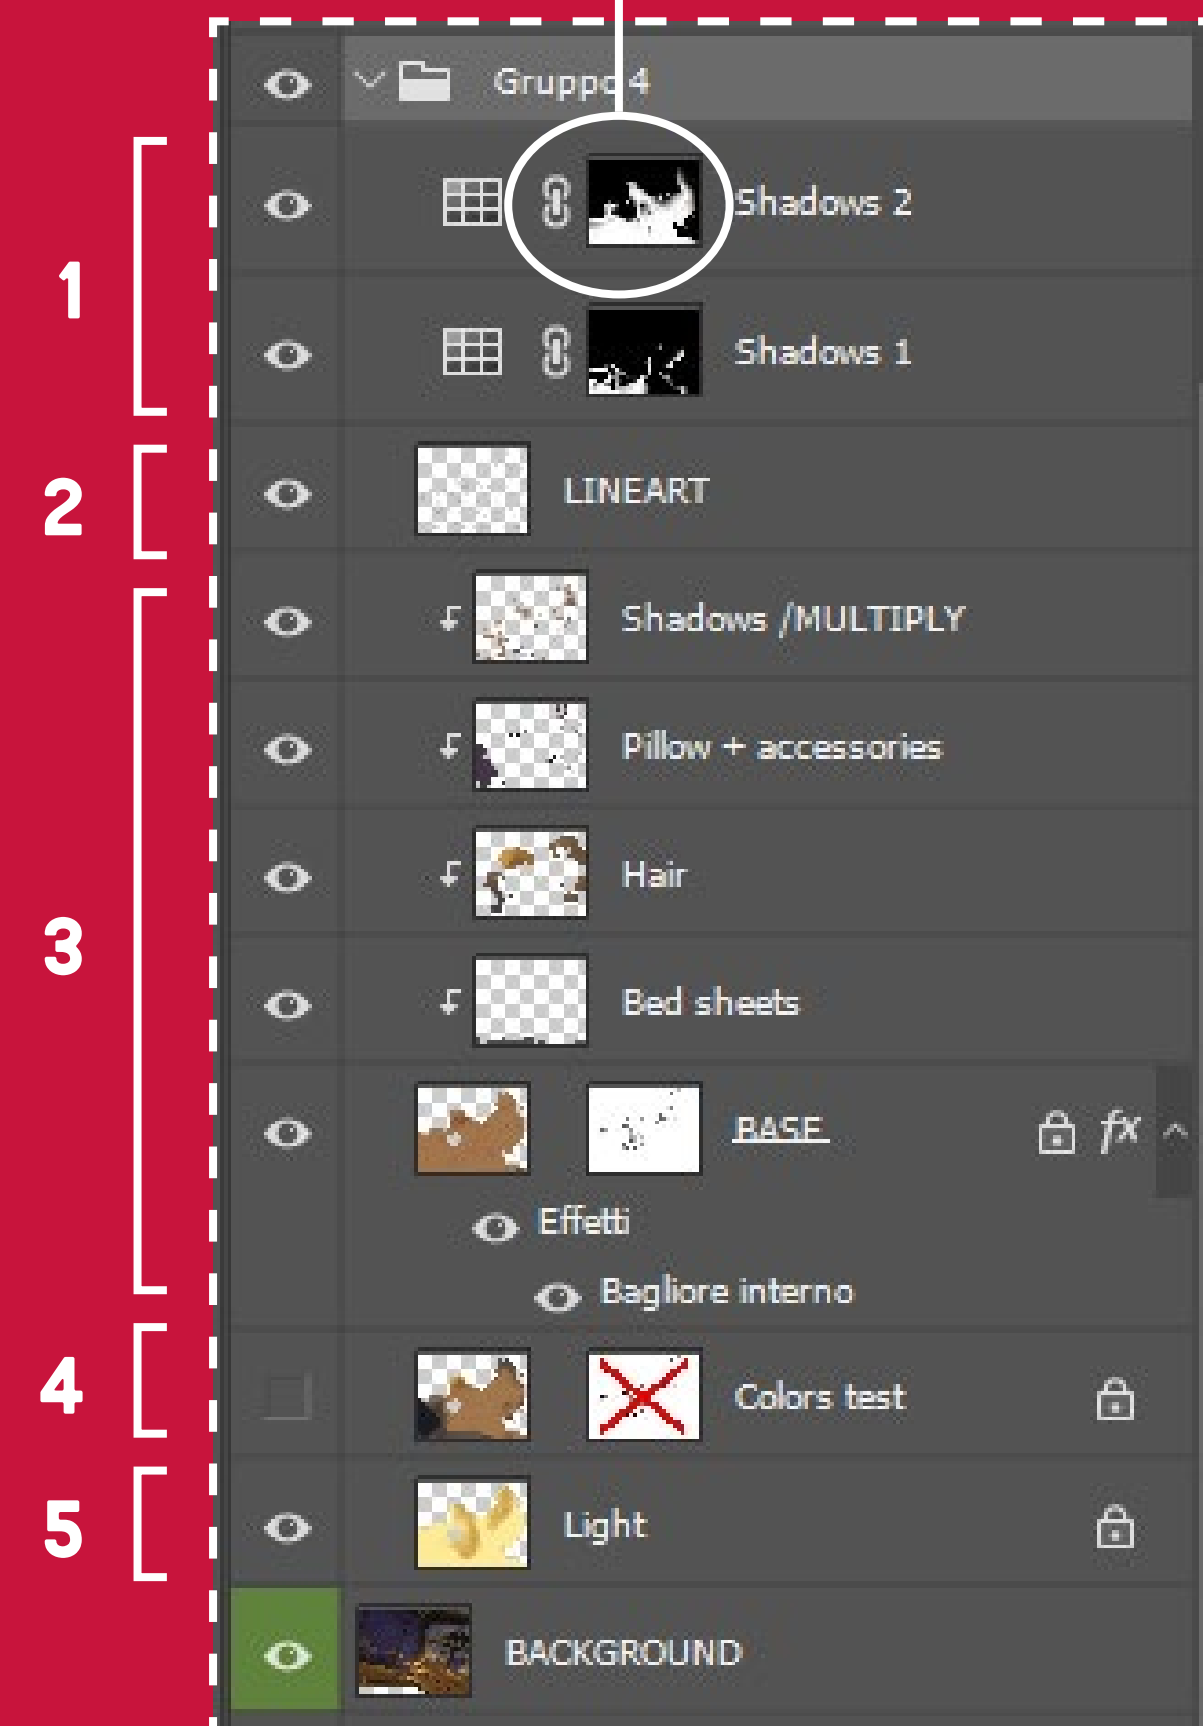 Gruppo 4
1
Shadows 2
Shadows 1
2
LINEART
3
Shadows /MULTIPLY
Pillow + accessories
Hair
Bed sheets
BASE
fx
Effetti
Bagliore interno
4
Colors test
5
Light
BACKGROUND